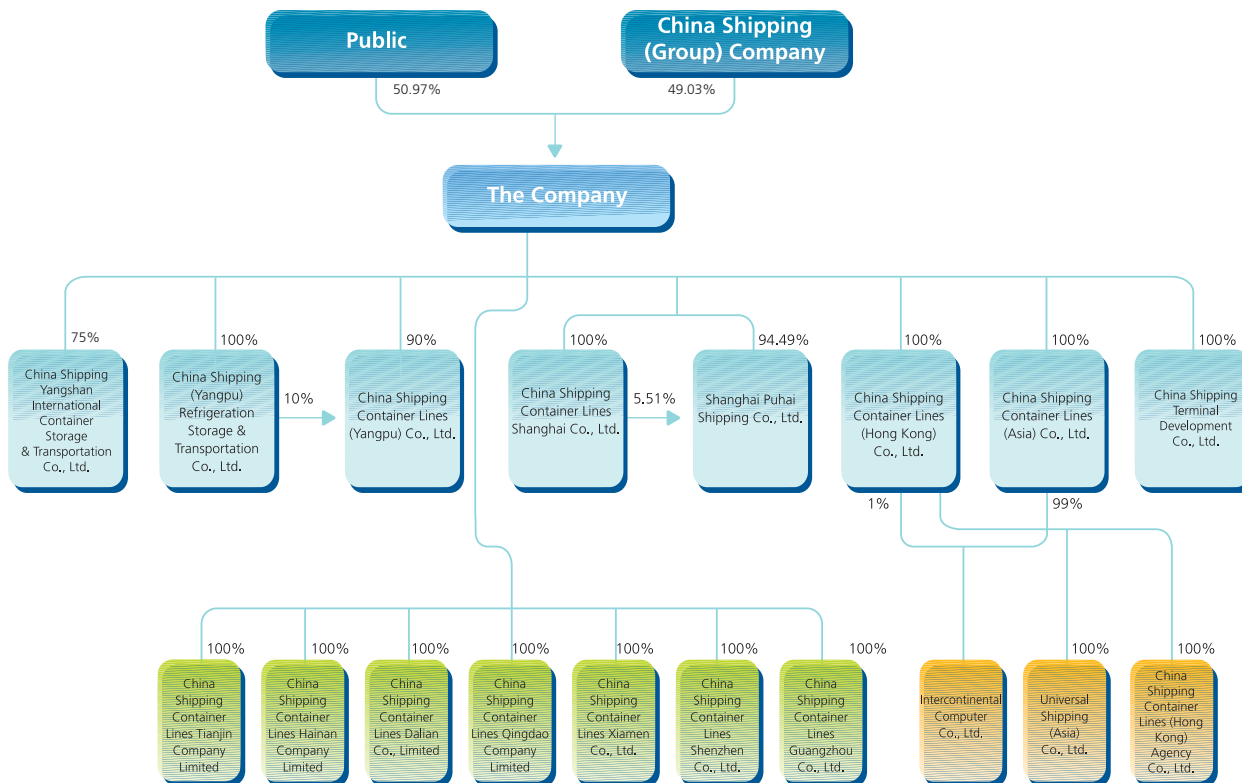 Public
China Shipping
(Group) Company
50.97%
49.03%
The Company
75%
100%
90%
100%
94.49%
100%
100%
100%
China Shipping
Yangshan
International
Container
Storage
& Transportation
Co., Ltd.
China Shipping
(Yangpu)
Refrigeration
Storage &
Transportation
Co., Ltd.
10%
China Shipping
Container Lines
(Yangpu) Co., Ltd.
China Shipping
Container Lines
Shanghai Co., Ltd.
5.51%
Shanghai Puhai
Shipping Co., Ltd.
China Shipping
Container Lines
(Hong Kong)
Co., Ltd.
China Shipping
Container Lines
(Asia) Co., Ltd.
China Shipping
Terminal
Development
Co., Ltd.
1%
99%
100%
100%
100%
100%
100%
100%
100%
100%
100%
China
Shipping
Container
Lines Tianjin
Company
Limited
China
Shipping
Container
Lines Hainan
Company
Limited
China
Shipping
Container
Lines Dalian
Co., Limited
China
Shipping
Container
Lines Qingdao
Company
Limited
China
Shipping
Container
Lines Xiamen
Co., Ltd.
China
Shipping
Container
Lines
Shenzhen
Co., Ltd.
China
Shipping
Container
Lines
Guangzhou
Co., Ltd.
Intercontinental
Computer
Co., Ltd.
Universal
Shipping
(Asia)
Co., Ltd.
China
Shipping
Container
Lines (Hong
Kong)
Agency
Co., Ltd.